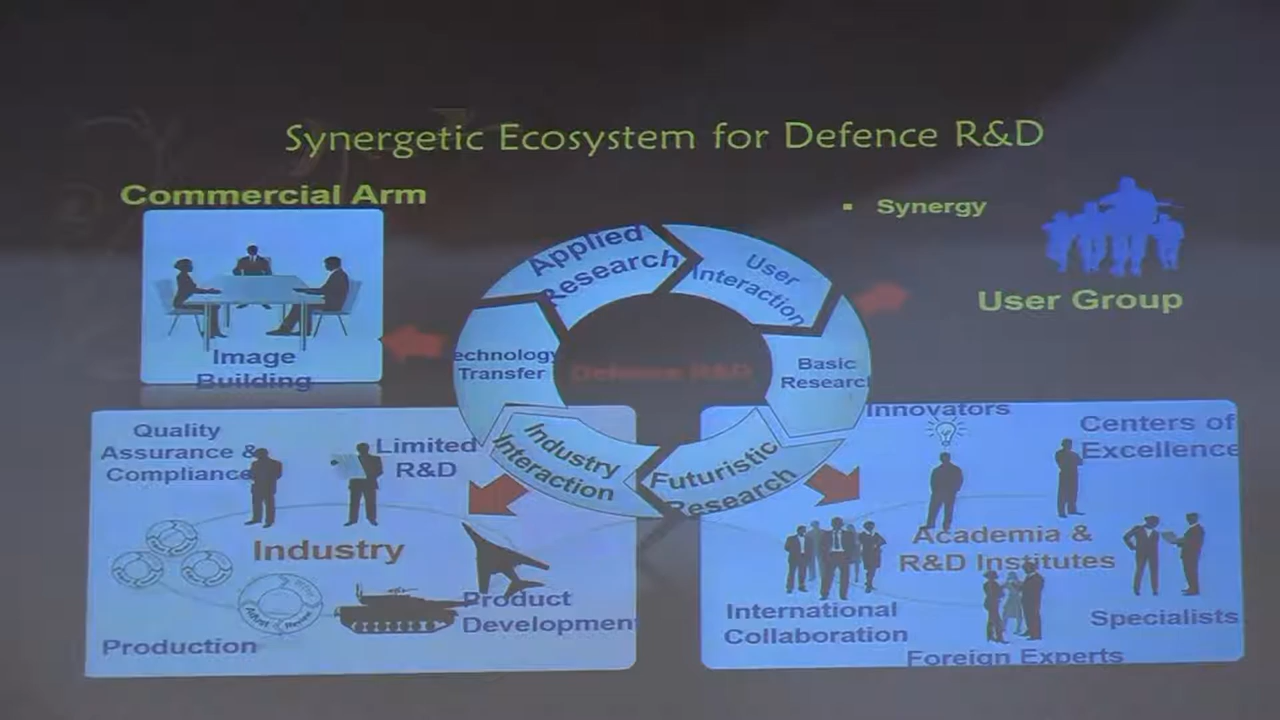 Synergetic Ecosystem for Defence R&D
Commercial Arm
▪ Synergy
User Group
Image
Building
Applied
Research
User
Interaction
echnology
Transfer
Defence R&D
Basic
Research
Industry
Interaction
Futuristic
Research
Quality
Assurance &
Compliance
Limited
R&D
Industry
Product
Development
Production
Innovators
Centers of
Excellence
Academia &
R&D Institutes
International
Collaboration
Specialists
Foreign Experts